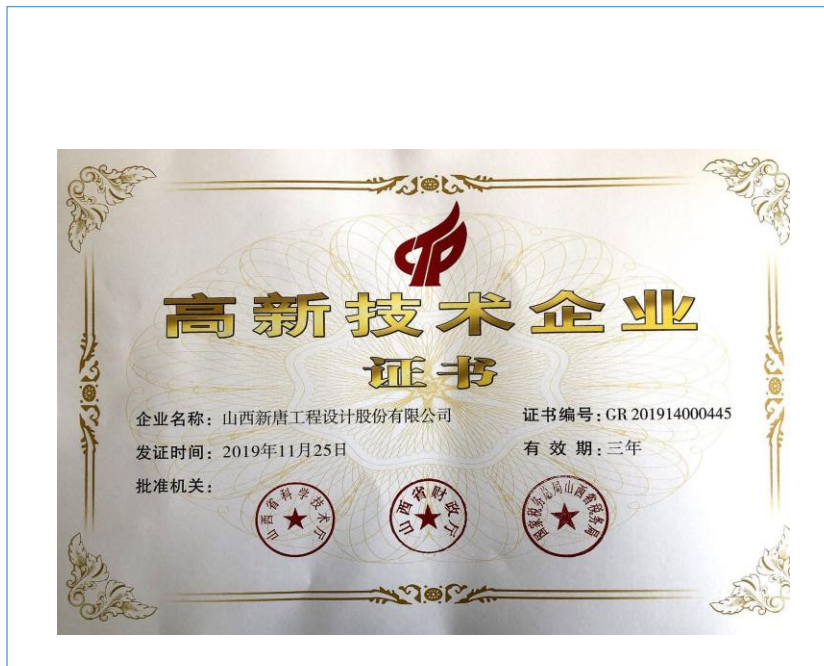 高新技术企业
证书
企业名称：山西新唐工程设计股份有限公司
证书编号：GR 201914000445
发证时间：2019年11月25日
有 效 期：三年
批准机关：
山西省科学技术厅
山西省财政厅
国家税务总局山西省税务局